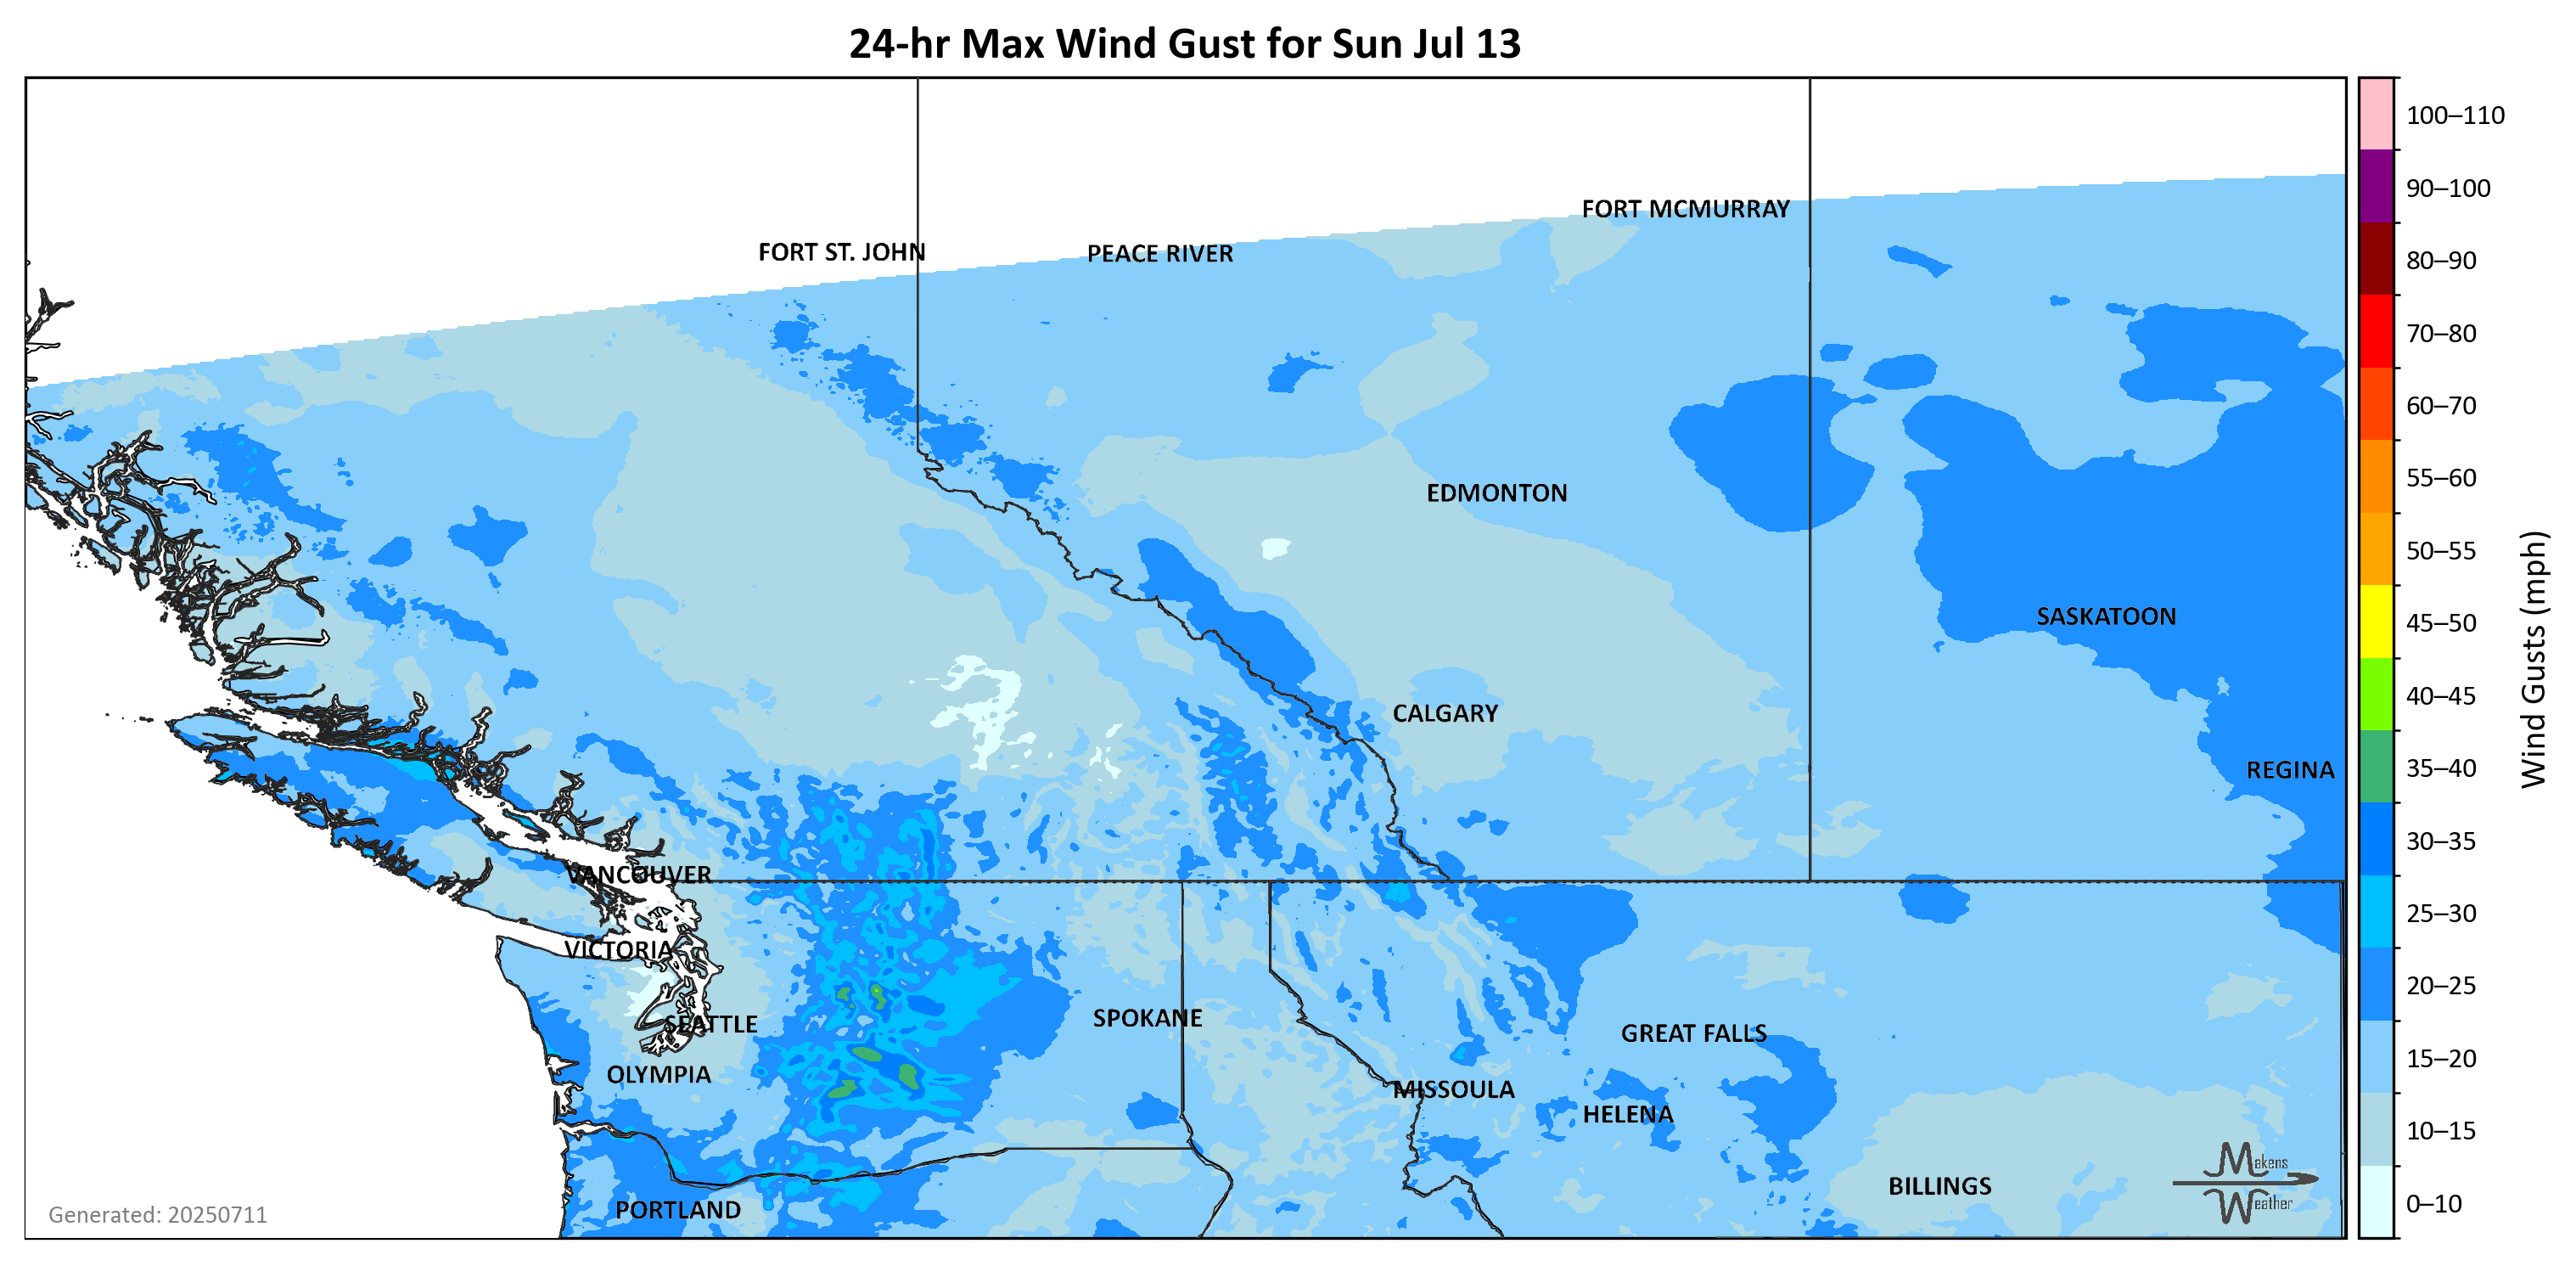 24-hr Max Wind Gust for Sun Jul 13
100–110
90–100
80–90
70–80
60–70
55–60
50–55
45–50
40–45
35–40
30–35
25–30
20–25
15–20
10–15
0–10
Wind Gusts (mph)
FORT MCMURRAY
FORT ST. JOHN
PEACE RIVER
EDMONTON
SASKATOON
CALGARY
REGINA
VANCOUVER
VICTORIA
SEATTLE
SPOKANE
GREAT FALLS
OLYMPIA
MISSOULA
HELENA
BILLINGS
PORTLAND
Makens
Weather
Generated: 20250711